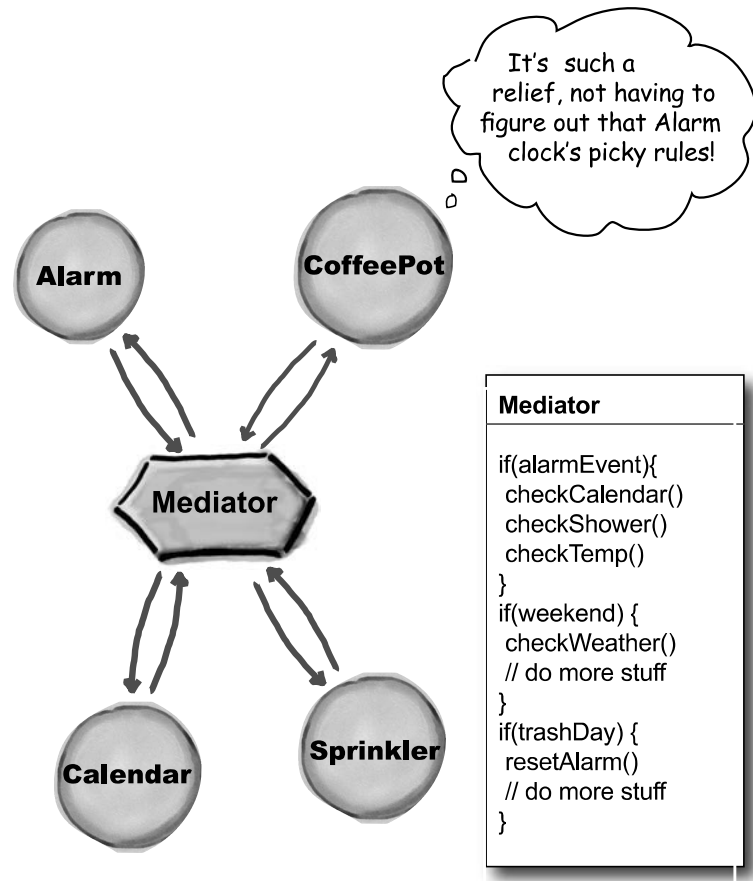 It's such a
relief, not having to
figure out that Alarm
clock's picky rules!
Alarm
CoffeePot
Mediator
Calendar
Sprinkler
Mediator
if(alarmEvent){
checkCalendar()
checkShower()
checkTemp()
}
if(weekend) {
checkWeather()
// do more stuff
}
if(trashDay) {
resetAlarm()
// do more stuff
}